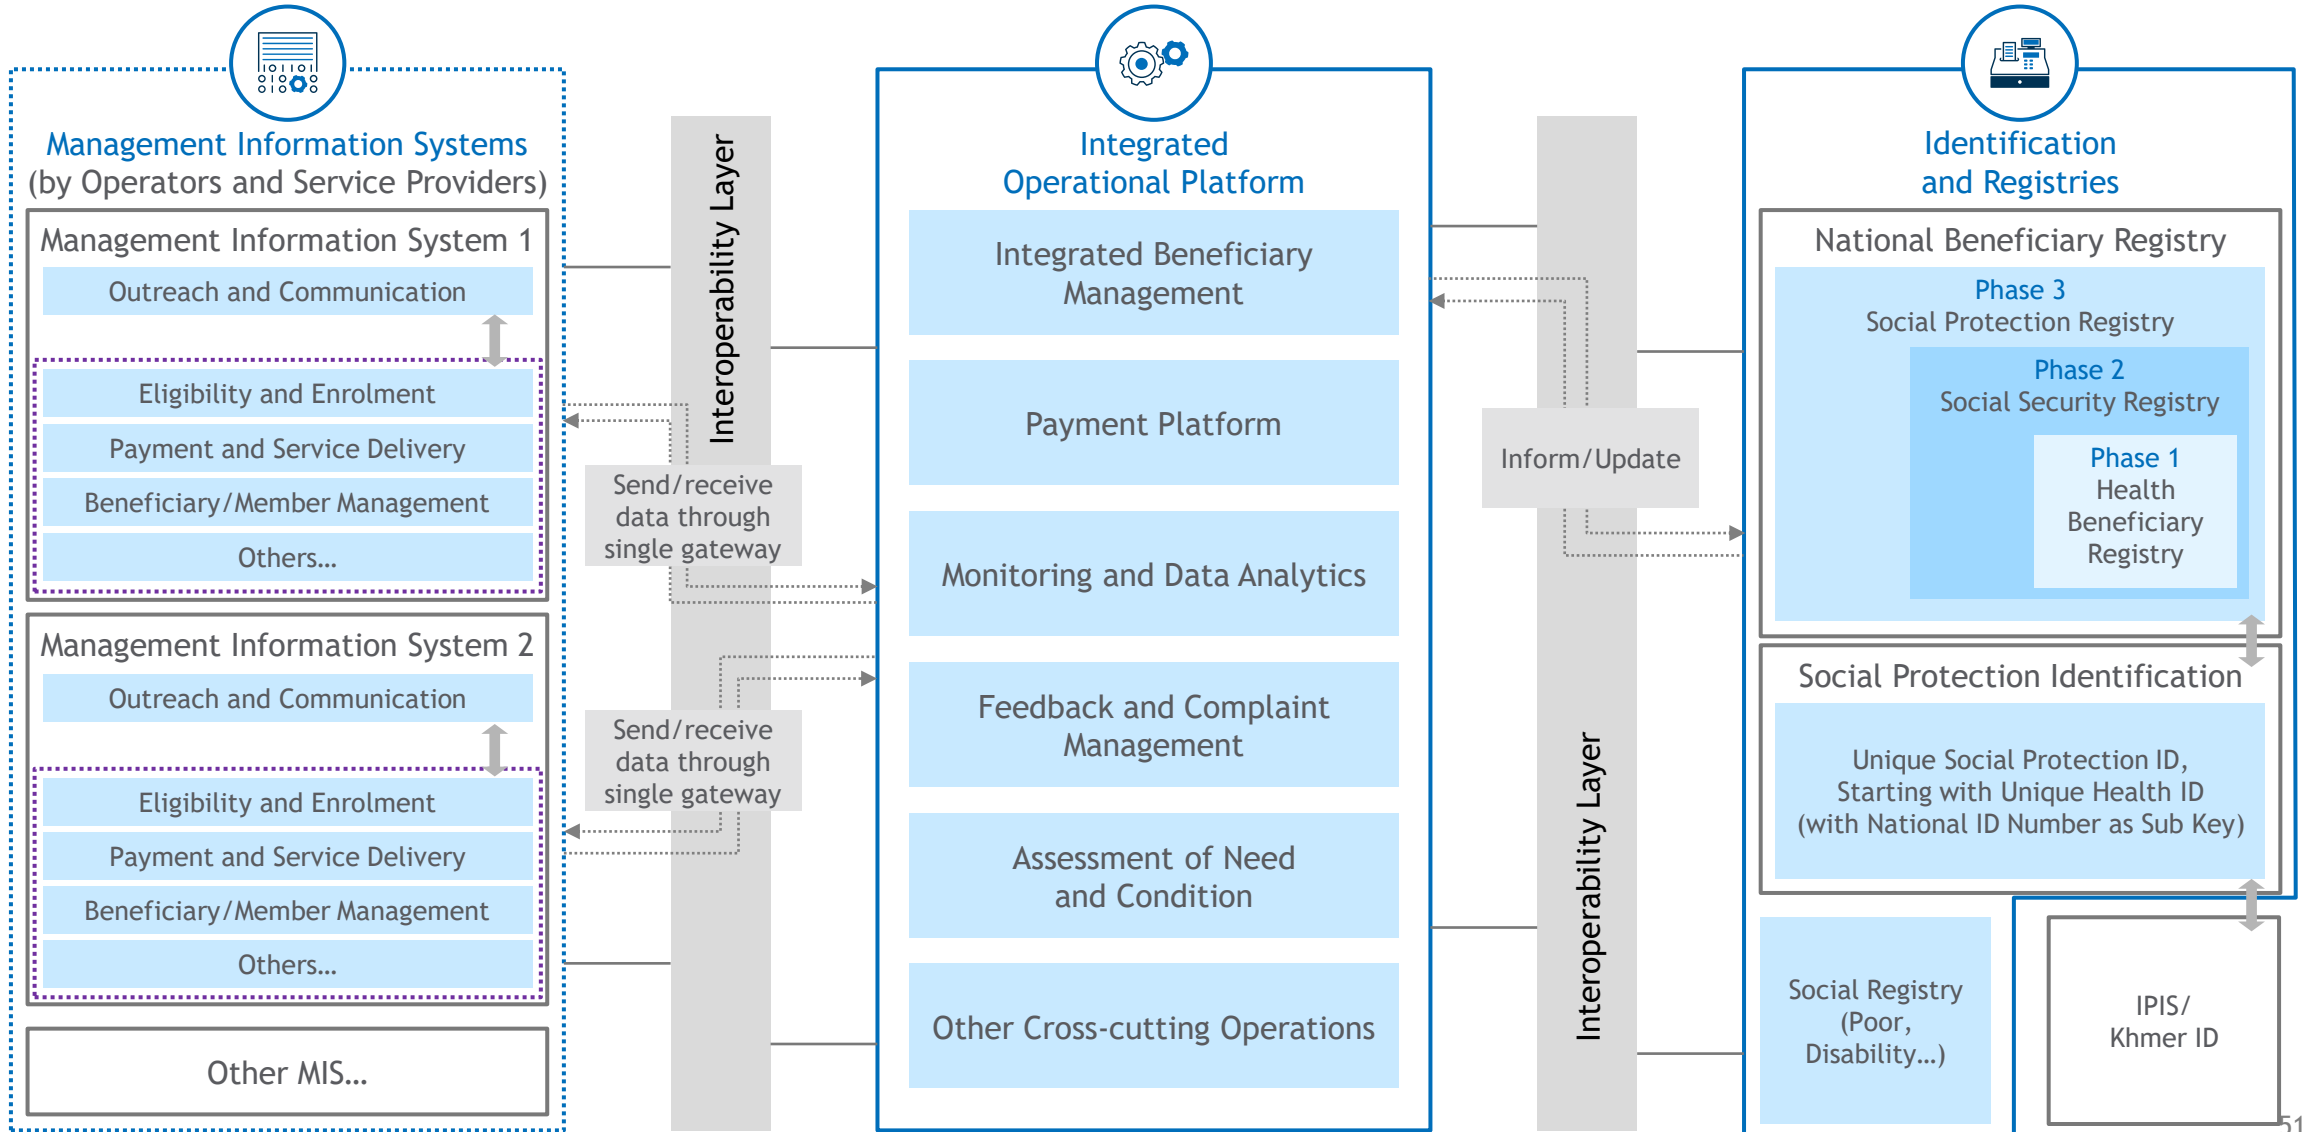 Management Information Systems
(by Operators and Service Providers)
Management Information System 1
Outreach and Communication
Eligibility and Enrolment
Payment and Service Delivery
Beneficiary/Member Management
Others…
Management Information System 2
Outreach and Communication
Eligibility and Enrolment
Payment and Service Delivery
Beneficiary/Member Management
Others…
Other MIS…
Interoperability Layer
Send/receive
data through
single gateway
Send/receive
data through
single gateway
Integrated
Operational Platform
Integrated Beneficiary
Management
Payment Platform
Monitoring and Data Analytics
Feedback and Complaint
Management
Assessment of Need
and Condition
Other Cross-cutting Operations
Inform/Update
Interoperability Layer
Identification
and Registries
National Beneficiary Registry
Phase 3
Social Protection Registry
Phase 2
Social Security Registry
Phase 1
Health
Beneficiary
Registry
Social Protection Identification
Unique Social Protection ID,
Starting with Unique Health ID
(with National ID Number as Sub Key)
Social Registry
(Poor,
Disability…)
IPIS/
Khmer ID
51